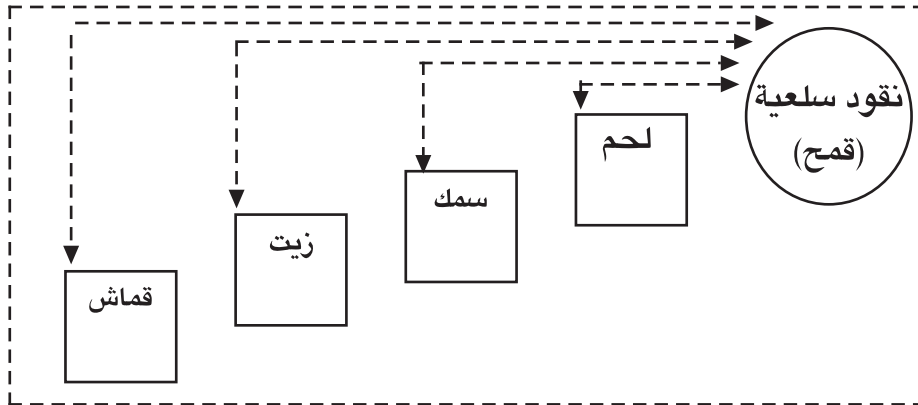 نقود سلعية
(قمح)
لحم
سمك
زيت
قماش